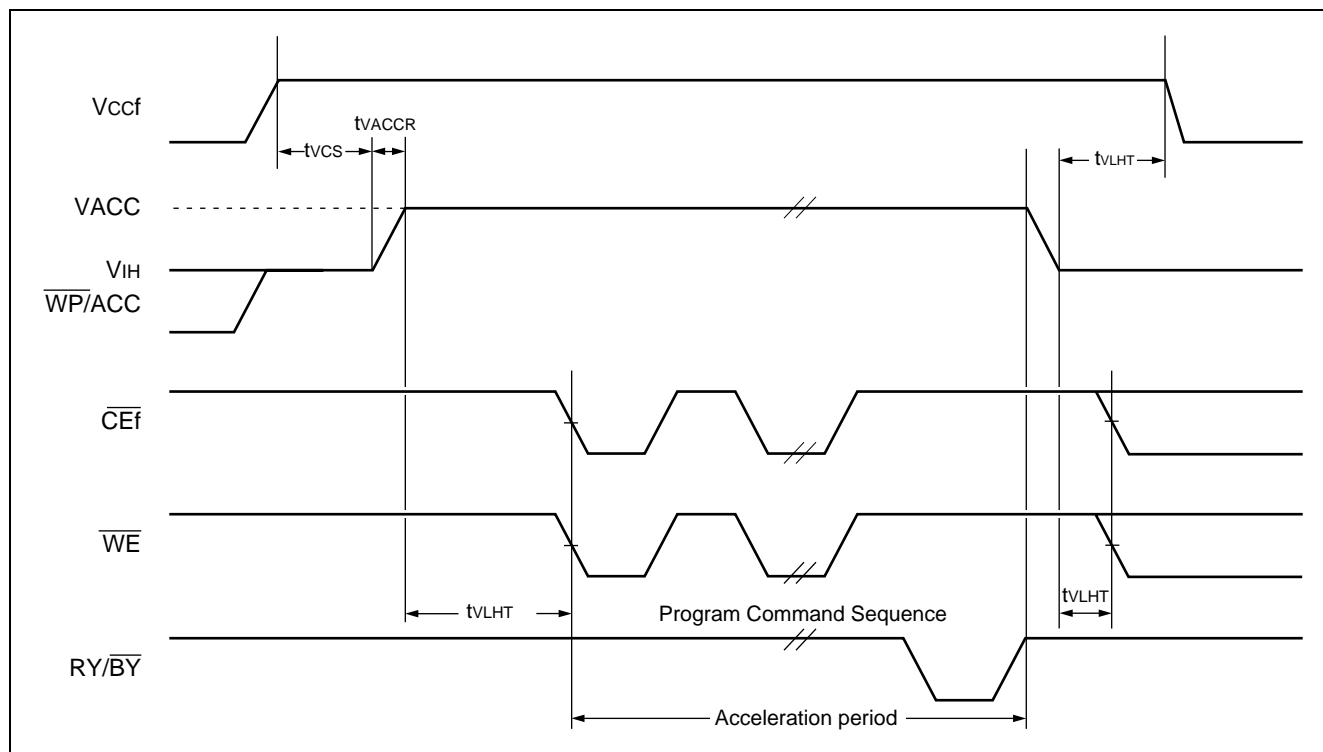 Vccf
tVACCR
tVCS
tVLHT
VACC
VIH
WP/ACC
CEf
WE
tVLHT
Program Command Sequence
tVLHT
RY/BY
Acceleration period